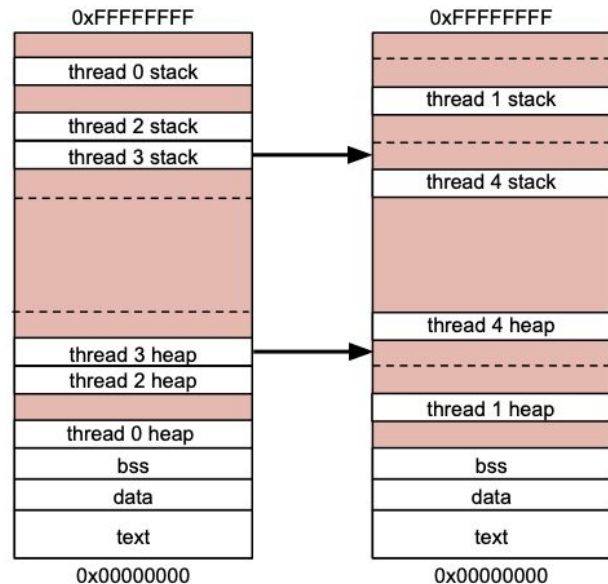 0xFFFFFFFF
thread 0 stack
thread 2 stack
thread 3 stack
thread 3 heap
thread 2 heap
thread 0 heap
bss
data
text
0x00000000
0xFFFFFFFF
thread 1 stack
thread 4 stack
thread 4 heap
thread 1 heap
bss
data
text
0x00000000